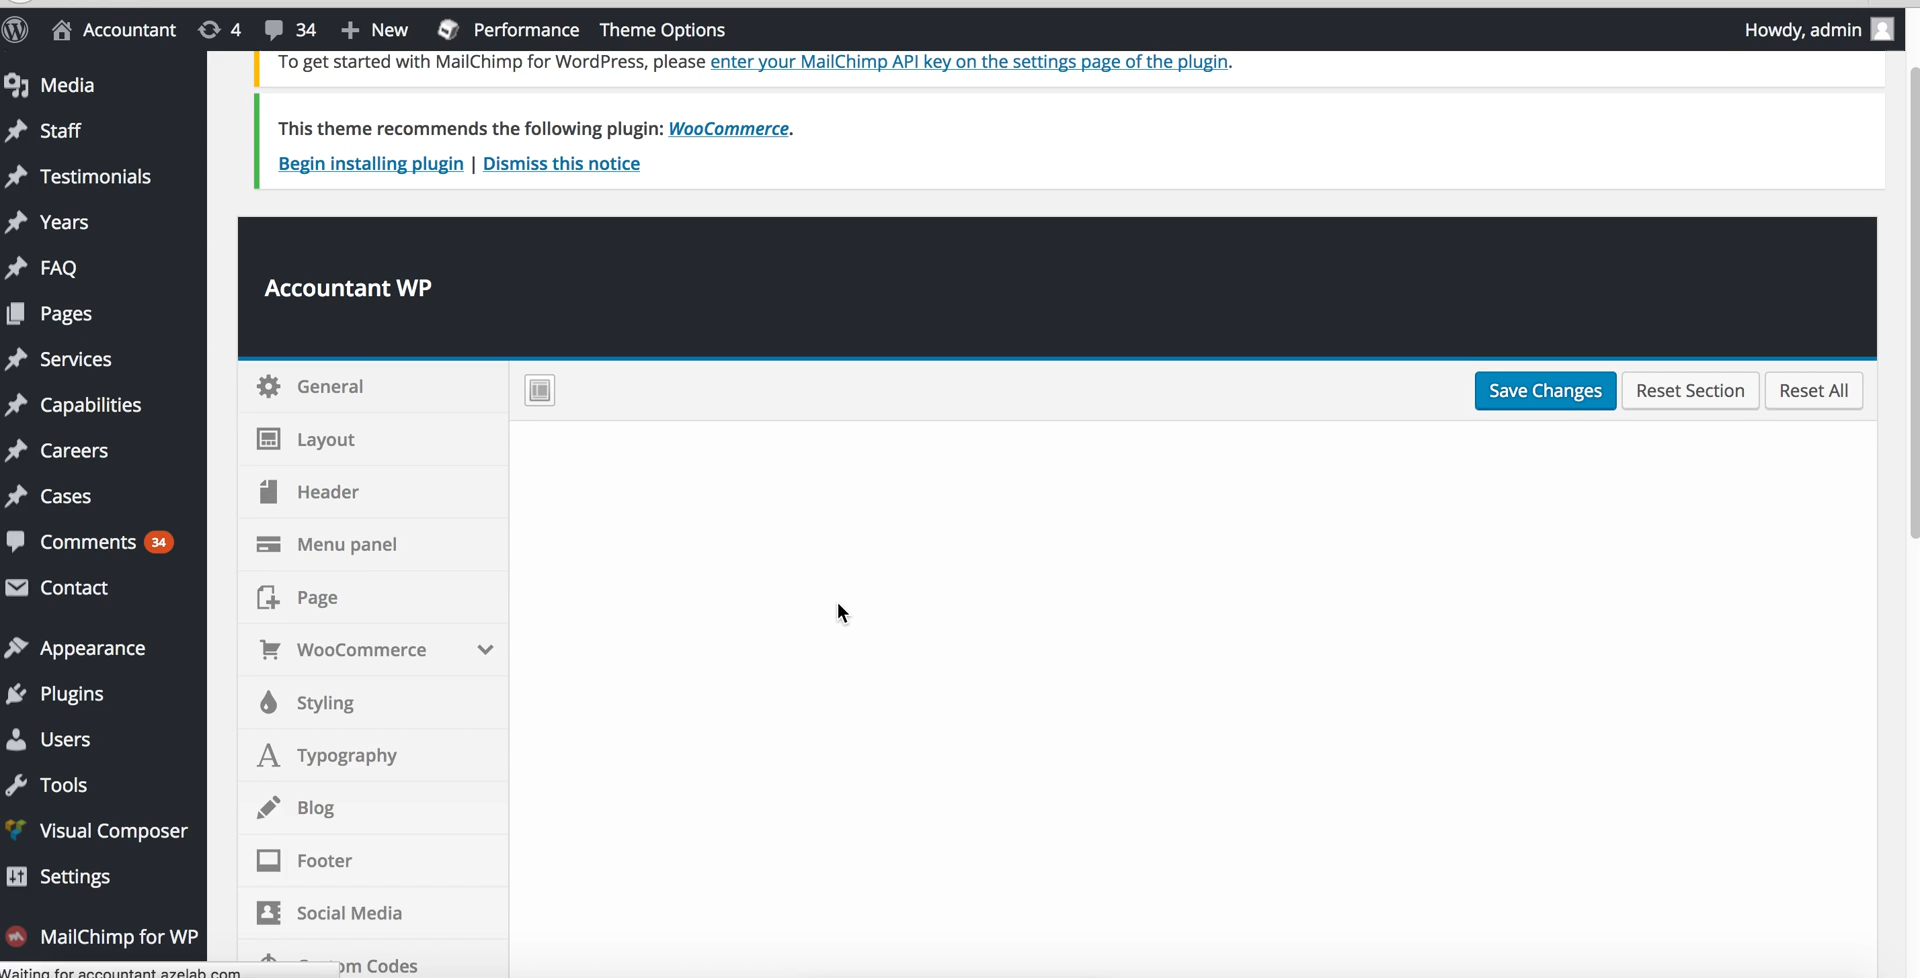 Accountant 4 34 New Performance Theme Options Howdy, admin
Media
Staff
Testimonials
Years
FAQ
Pages
Services
Capabilities
Careers
Cases
Comments 34
Contact
Appearance
Plugins
Users
Tools
Visual Composer
Settings
MailChimp for WP
Waiting for accountant.azelab.com
To get started with MailChimp for WordPress, please enter your MailChimp API key on the settings page of the plugin.
This theme recommends the following plugin: WooCommerce.
Begin installing plugin | Dismiss this notice
Accountant WP
General
Layout
Header
Menu panel
Page
WooCommerce
Styling
Typography
Blog
Footer
Social Media
Codes
Save Changes Reset Section Reset All